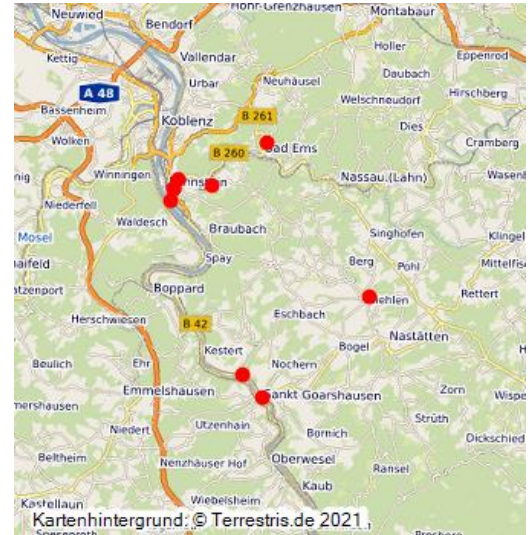 Neuwied
Bendorf
Höhr-Grenzhausen
Montabaur
Kettig
Vallendar
Holler
Eppenrod
Urbar
Neuhäusel
Daubach
A 48
Welschneudorf
Hirschberg
Bassenheim
Koblenz
B 261
Dies
Wolken
B 260
Bad Ems
Cramberg
Winningen
Nassau.(Lahn)
Niederfell
Waldesch
Braubach
Singhofen
Klingel
Mosel
Spay
Berg
Pohl
Mittelfisc
Boppard
Rettert
Herschwiesen
B 42
Eschbach
Nastätten
Kestert
Bogel
Beulich
Ehr
Nochern
Emmelshausen
Sankt Goarshausen
Zorn
Wispe
Niedert
Utzenhain
Bornich
Strüth
Dickschied
Beltheim
Nenzhäuser Hof
Oberwesel
Ransel
Kaub
Kastellaun
Wiebelsheim
Kartenhintergrund: © Terrestris.de 2021